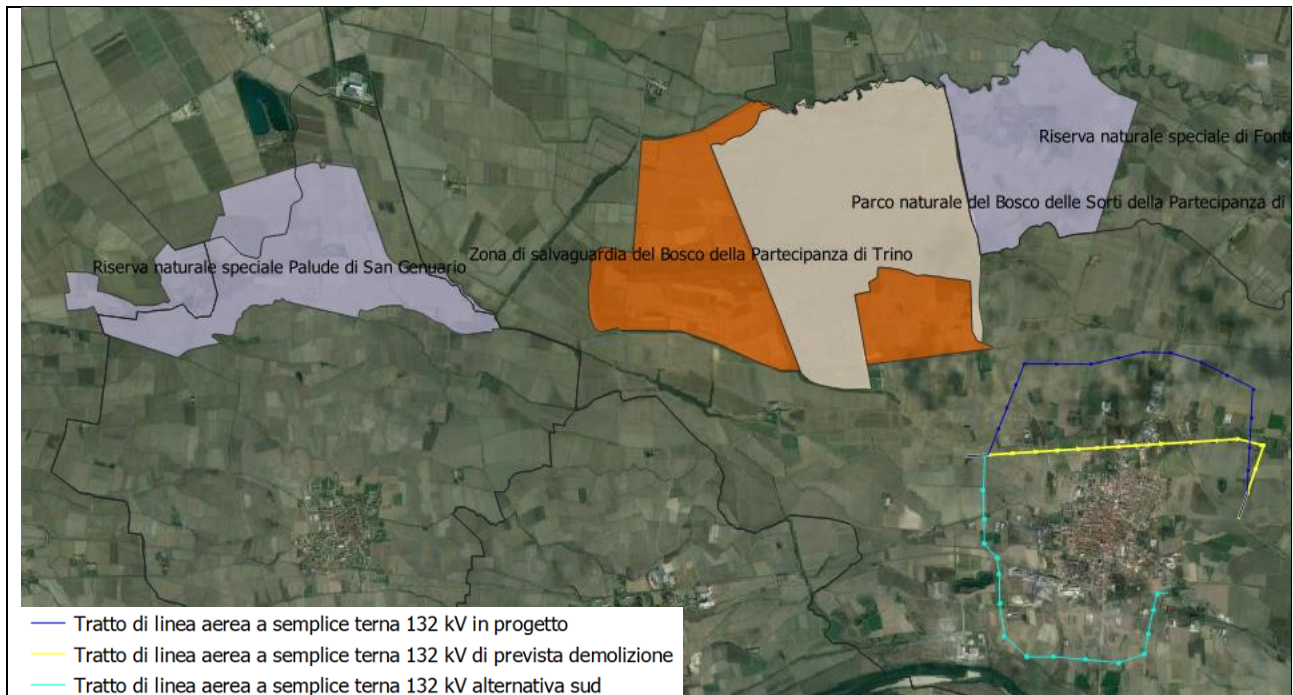 Riserva naturale speciale di Fonta
Parco naturale del Bosco delle Sorti della Partecipanza di
Zona di salvaguardia del Bosco della Partecipanza di Trino
Riserva naturale speciale Palude di San Genuario
Tratto di linea aerea a semplice terna 132 kV in progetto
Tratto di linea aerea a semplice terna 132 kV di prevista demolizione
Tratto di linea aerea a semplice terna 132 kV alternativa sud